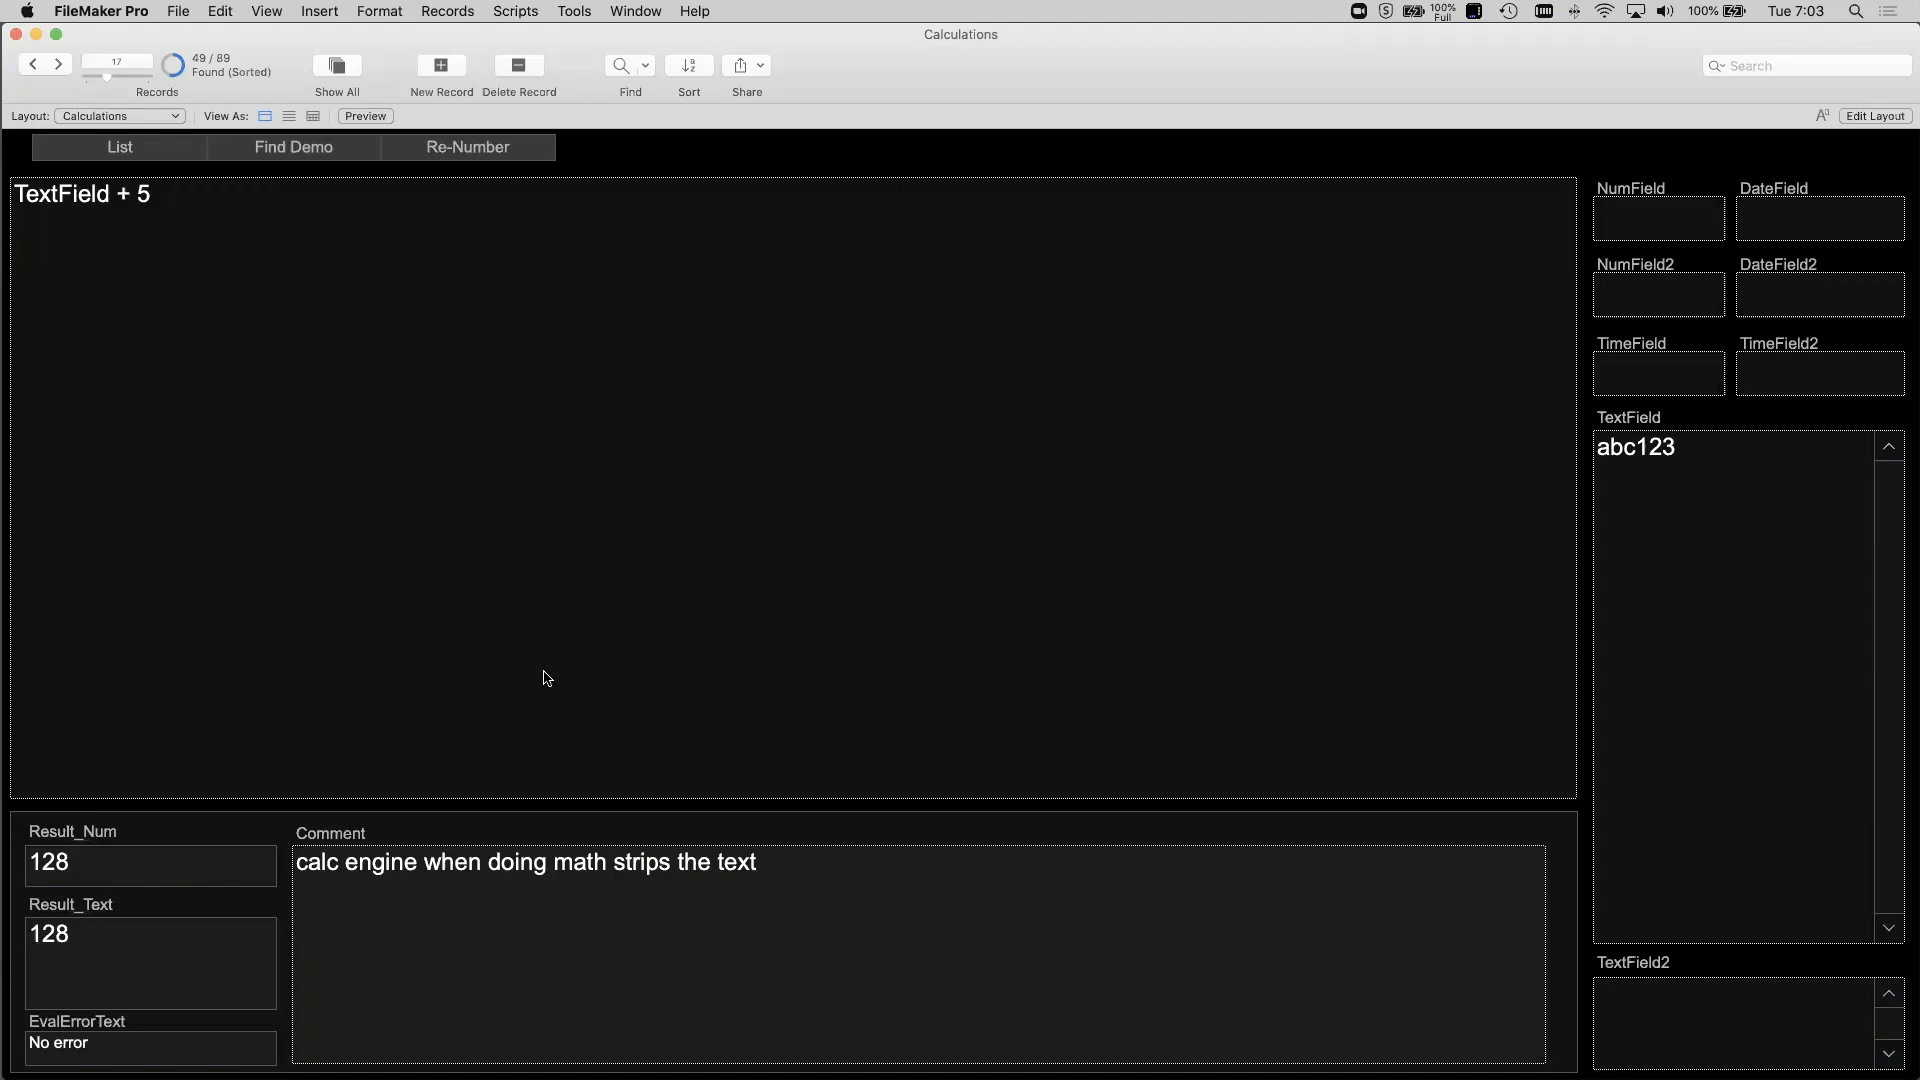 FileMaker Pro File Edit View Insert Format Records Scripts Tools Window Help 100% Full 100% Tue 7:03
Calculations
17 49 / 89 Found (Sorted) Search
Records Show All New Record Delete Record Find Sort Share
Layout: Calculations View As: Preview Edit Layout
List Find Demo Re-Number
TextField + 5
NumField DateField
NumField2 DateField2
TimeField TimeField2
TextField
abc123
Result_Num
128
Result_Text
128
EvalErrorText
No error
Comment
calc engine when doing math strips the text
TextField2